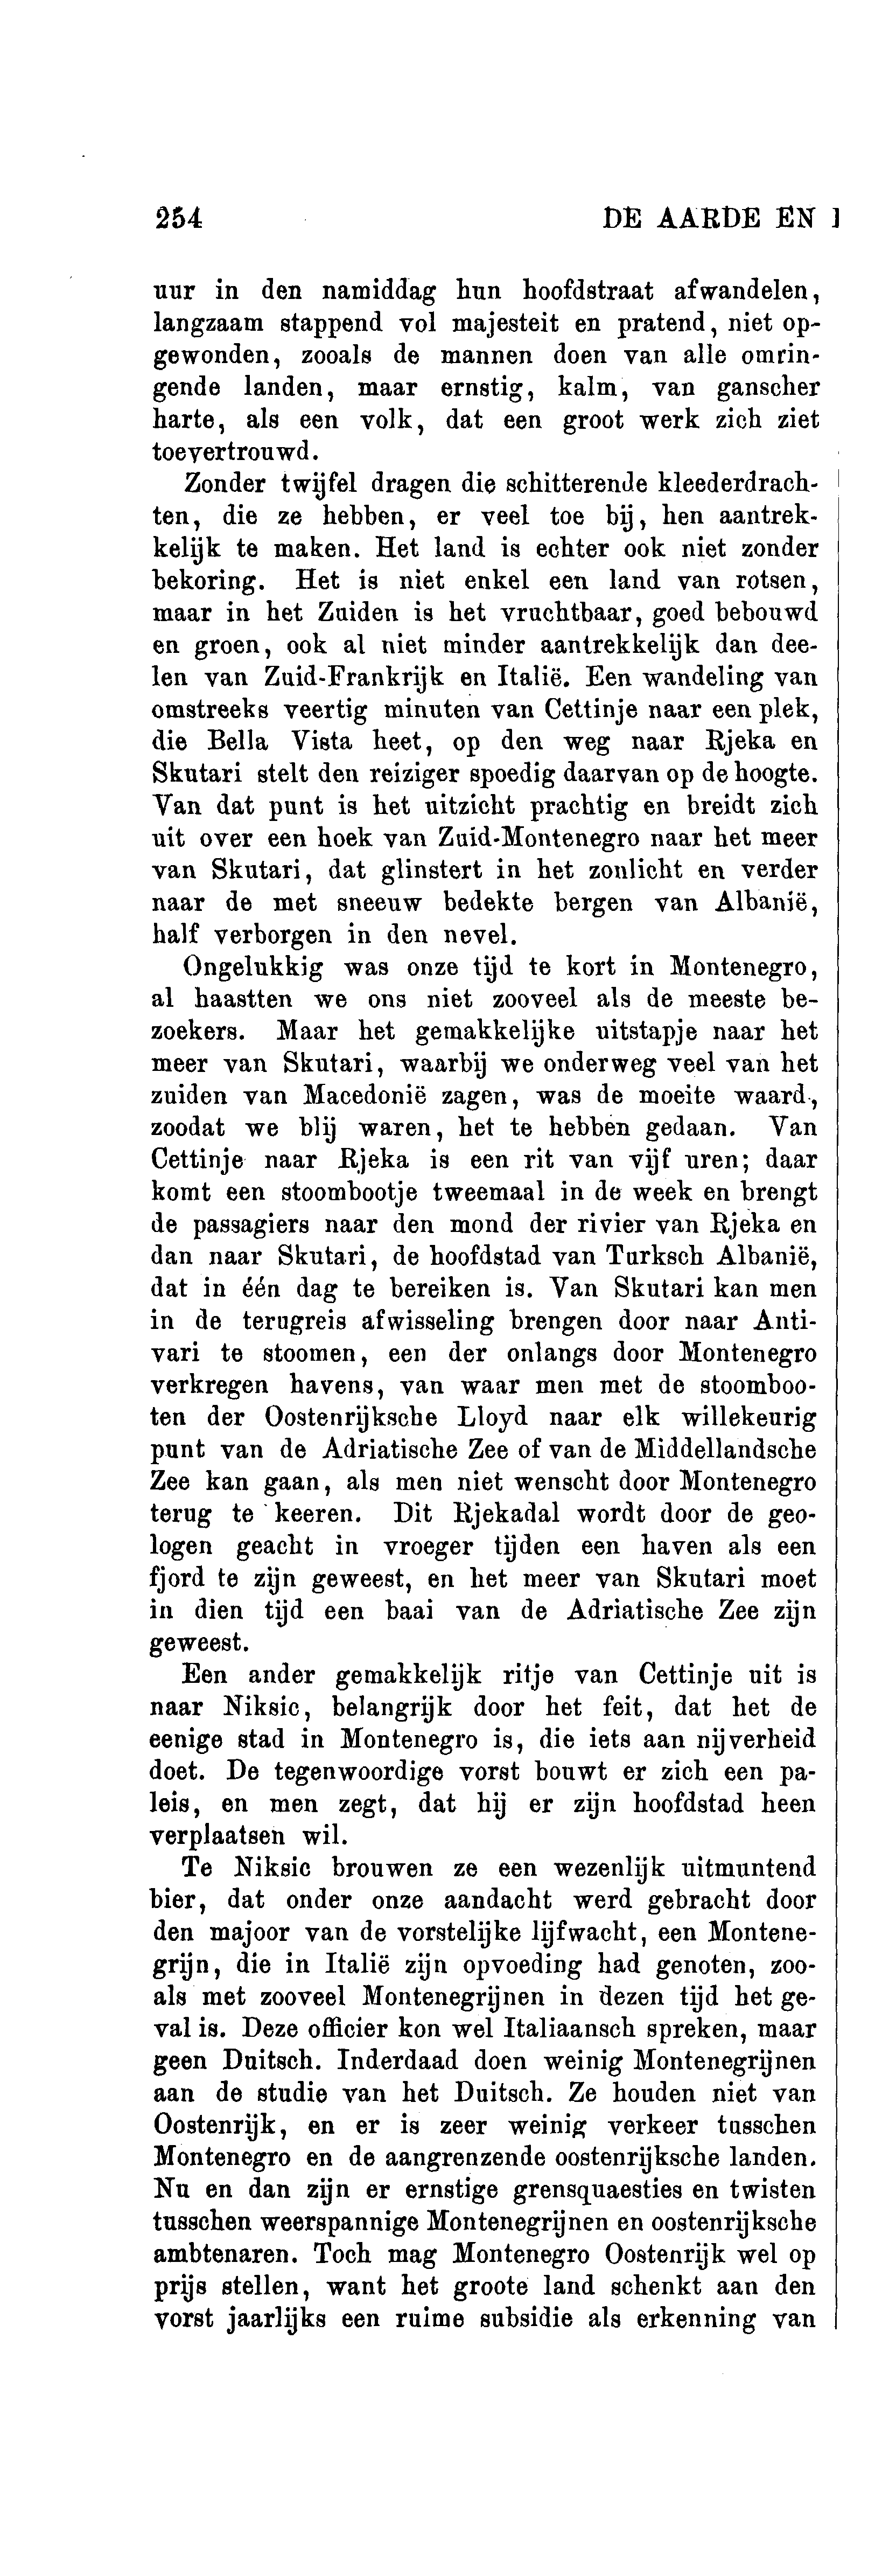 254 DE AARDE EN
uur in den namiddag hun hoofdstraat afwandelen,
langzaam stappend vol majesteit en pratend, niet op-
gewonden, zooals de mannen doen van alle omrin-
gende landen, maar ernstig, kalm, van ganscher
harte, als een volk, dat een groot werk zich ziet
toevertrouwd.
Zonder twijfel dragen die schitterende kleederdrach-
ten, die ze hebben, er veel toe bij, hen aantrek-
kelijk te maken. Het land is echter ook niet zonder
bekoring. Het is niet enkel een land van rotsen,
maar in het Zuiden is het vruchtbaar, goed bebouwd
en groen, ook al niet minder aantrekkelijk dan dee-
len van Zuid-Frankrijk en Italië. Een wandeling van
omstreeks veertig minuten van Cettinje naar een plek,
die Bella Vista heet, op den weg naar Rjeka en
Skutari stelt den reiziger spoedig daarvan op de hoogte.
Van dat punt is het uitzicht prachtig en breidt zich
uit over een hoek van Zuid-Montenegro naar het meer
van Skutari, dat glinstert in het zonlicht en verder
naar de met sneeuw bedekte bergen van Albanië,
half verborgen in den nevel.
Ongelukkig was onze tijd te kort in Montenegro,
al haastten we ons niet zooveel als de meeste be-
zoekers. Maar het gemakkelijke uitstapje naar het
meer van Skutari, waarbij we onderweg veel van het
zuiden van Macedonië zagen, was de moeite waard,
zoodat we blij waren, het te hebben gedaan. Van
Cettinje naar Rjeka is een rit van vijf uren; daar
komt een stoombootje tweemaal in de week en brengt
de passagiers naar den mond der rivier van Rjeka en
dan naar Skutari, de hoofdstad van Turksch Albanië,
dat in één dag te bereiken is. Van Skutari kan men
in de terugreis afwisseling brengen door naar Anti-
vari te stoomen, een der onlangs door Montenegro
verkregen havens, van waar men met de stoomboo-
ten der Oostenrijksche Lloyd naar elk willekeurig
punt van de Adriatische Zee of van de Middellandsche
Zee kan gaan, als men niet wenscht door Montenegro
terug te keeren. Dit Rjekadal wordt door de geo-
logen geacht in vroeger tijden een haven als een
fjord te zijn geweest, en het meer van Skutari moet
in dien tijd een baai van de Adriatische Zee zijn
geweest.
Een ander gemakkelijk ritje van Cettinje uit is
naar Niksic, belangrijk door het feit, dat het de
eenige stad in Montenegro is, die iets aan nijverheid
doet. De tegenwoordige vorst bouwt er zich een pa-
leis, en men zegt, dat hij er zijn hoofdstad heen
verplaatsen wil.
Te Niksic brouwen ze een wezenlijk uitmuntend
bier, dat onder onze aandacht werd gebracht door
den majoor van de vorstelijke lijfwacht, een Montene-
grijn, die in Italië zijn opvoeding had genoten, zoo-
als met zooveel Montenegrijnen in dezen tijd het ge-
val is. Deze officier kon wel Italiaansch spreken, maar
geen Duitsch. Inderdaad doen weinig Montenegrijnen
aan de studie van het Duitsch. Ze houden niet van
Oostenrijk, en er is zeer weinig verkeer tusschen
Montenegro en de aangrenzende oostenrijksche landen.
Nu en dan zijn er ernstige grensquaesties en twisten
tusschen weerspannige Montenegrijnen en oostenrijksche
ambtenaren. Toch mag Montenegro Oostenrijk wel op
prijs stellen, want het groote land schenkt aan den
vorst jaarlijks een ruime subsidie als erkenning van